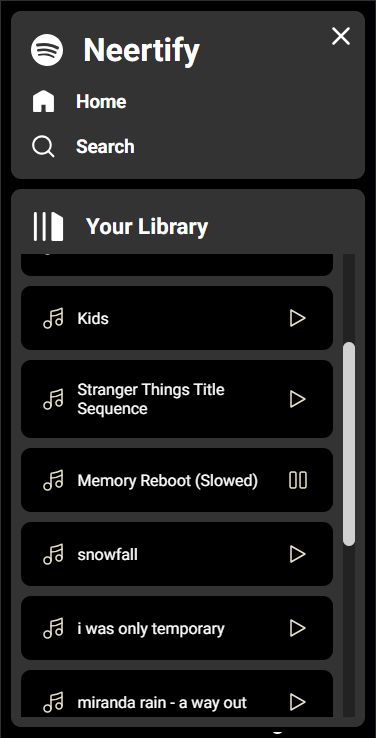 Neertify
Home
Search
Your Library
Kids
Stranger Things Title
Sequence
Memory Reboot (Slowed)
snowfall
i was only temporary
miranda rain - a way out